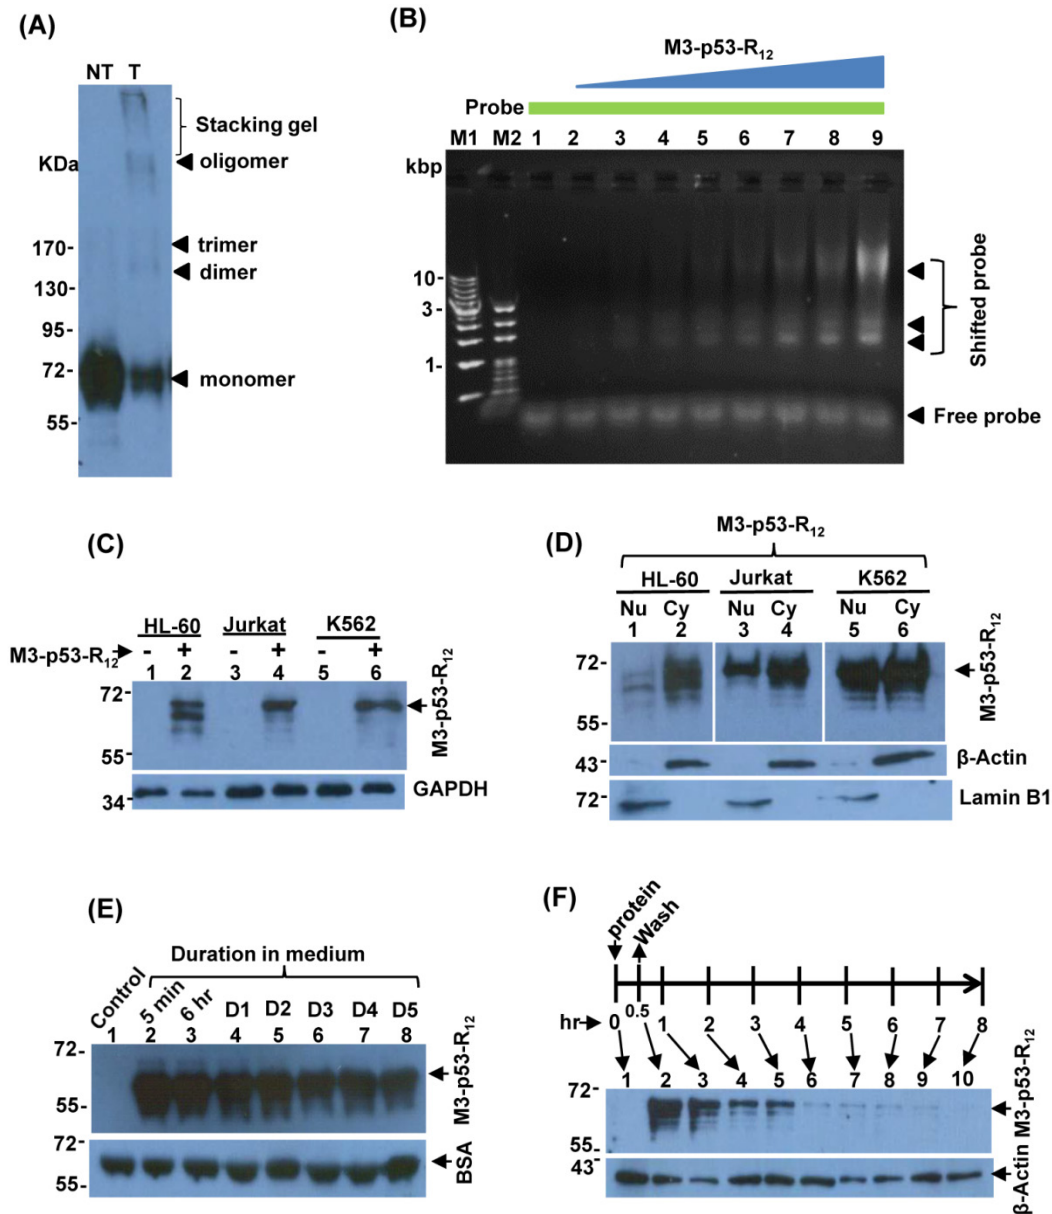 (A)
NT T
Stacking gel
KDa
oligomer
170-
trimer
dimer
130-
95-
72-
monomer
55-
(B)
M3-p53-R₁₂
Probe
M1 M2 1 2 3 4 5 6 7 8 9
kbp
10-
3-
1-
Shifted probe
Free probe
(C)
HL-60 Jurkat K562
M3-p53-R₁₂ - + - + - +
1 2 3 4 5 6
72-
55-
M3-p53-R₁₂
34-
GAPDH
(D)
M3-p53-R₁₂
HL-60 Jurkat K562
Nu Cy Nu Cy Nu Cy
1 2 3 4 5 6
72-
55-
M3-p53-R₁₂
43-
β-Actin
72-
Lamin B1
(E)
Duration in medium
Control 5 min 6 hr D1 D2 D3 D4 D5
1 2 3 4 5 6 7 8
72-
55-
M3-p53-R₁₂
72-
55-
BSA
(F)
protein
Wash
hr 0 0.5 1 2 3 4 5 6 7 8
1 2 3 4 5 6 7 8 9 10
72-
55-
M3-p53-R₁₂
43-
β-Actin